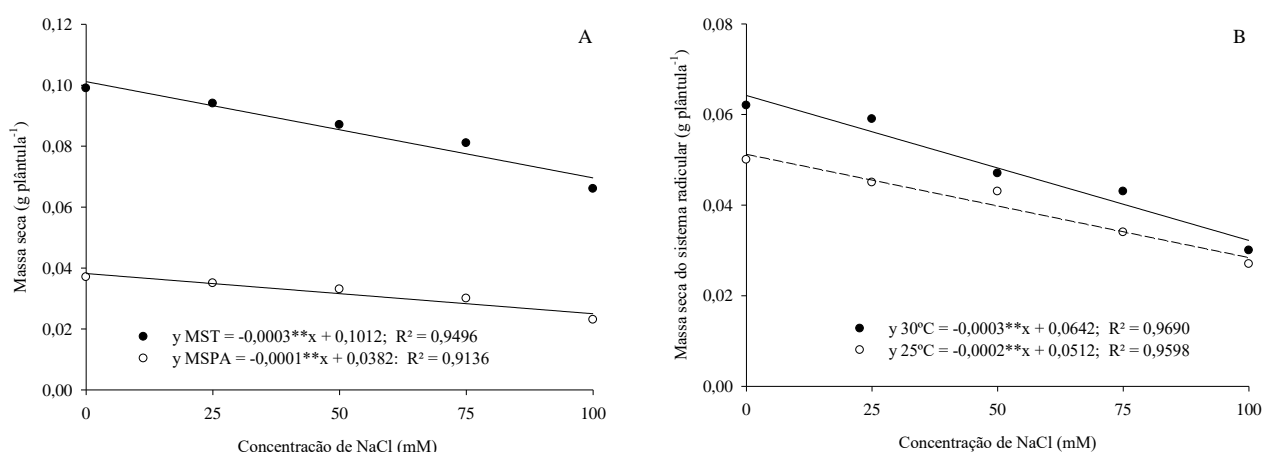 A
Massa seca (g plântula-1)
0,12
0,10
0,08
0,06
0,04
0,02
0,00
y MST = -0,0003**x + 0,1012; R² = 0,9496
y MSPA = -0,0001**x + 0,0382: R² = 0,9136
0 25 50 75 100
Concentração de NaCl (mM)
B
Massa seca do sistema radicular (g plântula-1)
0,08
0,06
0,04
0,02
0,00
y 30ºC = -0,0003**x + 0,0642; R² = 0,9690
y 25ºC = -0,0002**x + 0,0512; R² = 0,9598
0 25 50 75 100
Concentração de NaCl (mM)